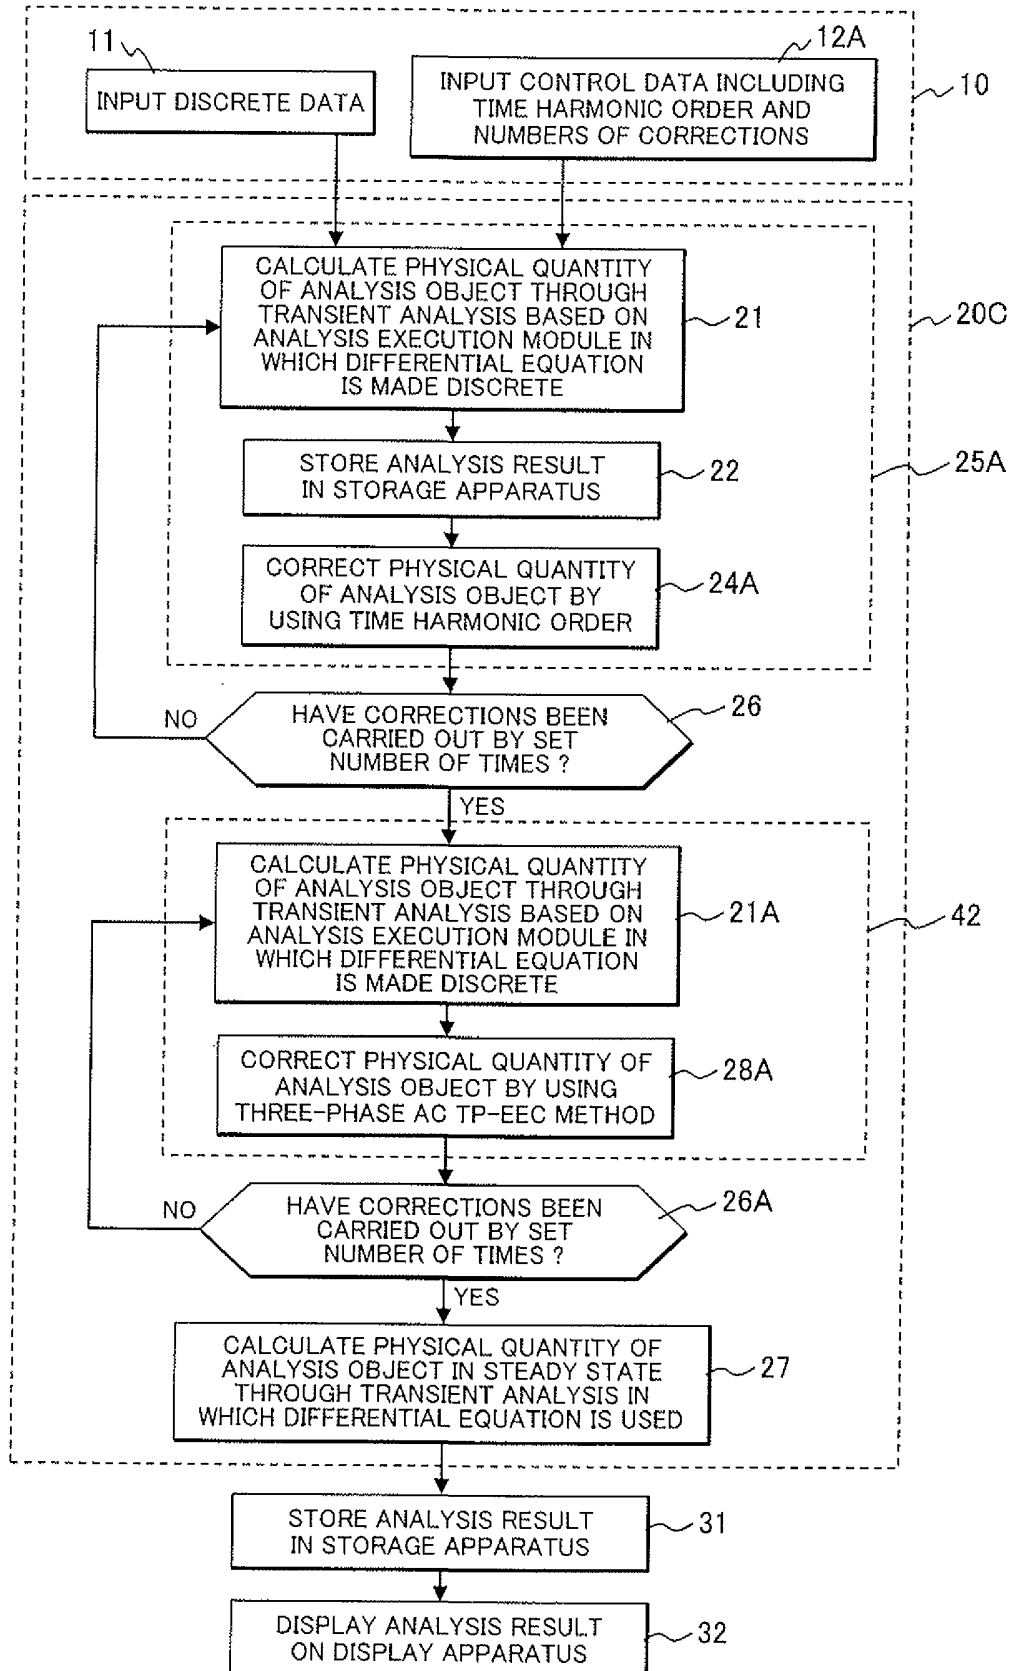 11
12A
INPUT DISCRETE DATA
INPUT CONTROL DATA INCLUDING
TIME HARMONIC ORDER AND
NUMBERS OF CORRECTIONS
10
CALCULATE PHYSICAL QUANTITY
OF ANALYSIS OBJECT THROUGH
TRANSIENT ANALYSIS BASED ON
ANALYSIS EXECUTION MODULE IN
WHICH DIFFERENTIAL EQUATION
IS MADE DISCRETE
21
20C
STORE ANALYSIS RESULT
IN STORAGE APPARATUS
22
25A
CORRECT PHYSICAL QUANTITY
OF ANALYSIS OBJECT BY
USING TIME HARMONIC ORDER
24A
NO
HAVE CORRECTIONS BEEN
CARRIED OUT BY SET
NUMBER OF TIMES ?
26
YES
CALCULATE PHYSICAL QUANTITY
OF ANALYSIS OBJECT THROUGH
TRANSIENT ANALYSIS BASED ON
ANALYSIS EXECUTION MODULE IN
WHICH DIFFERENTIAL EQUATION
IS MADE DISCRETE
21A
42
CORRECT PHYSICAL QUANTITY OF
ANALYSIS OBJECT BY USING
THREE-PHASE AC TP-EEC METHOD
28A
NO
HAVE CORRECTIONS BEEN
CARRIED OUT BY SET
NUMBER OF TIMES ?
26A
YES
CALCULATE PHYSICAL QUANTITY OF
ANALYSIS OBJECT IN STEADY STATE
THROUGH TRANSIENT ANALYSIS IN
WHICH DIFFERENTIAL EQUATION IS USED
27
STORE ANALYSIS RESULT
IN STORAGE APPARATUS
31
DISPLAY ANALYSIS RESULT
ON DISPLAY APPARATUS
32